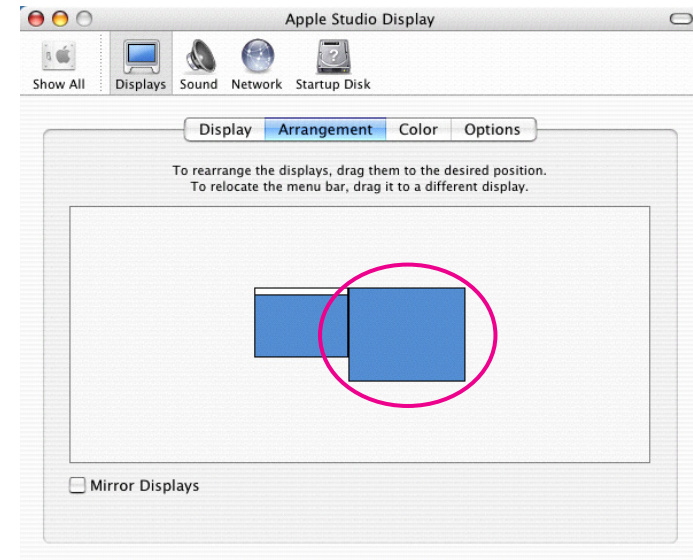 Apple Studio Display
Show All Displays Sound Network Startup Disk
Display Arrangement Color Options
To rearrange the displays, drag them to the desired position.
To relocate the menu bar, drag it to a different display.
Mirror Displays